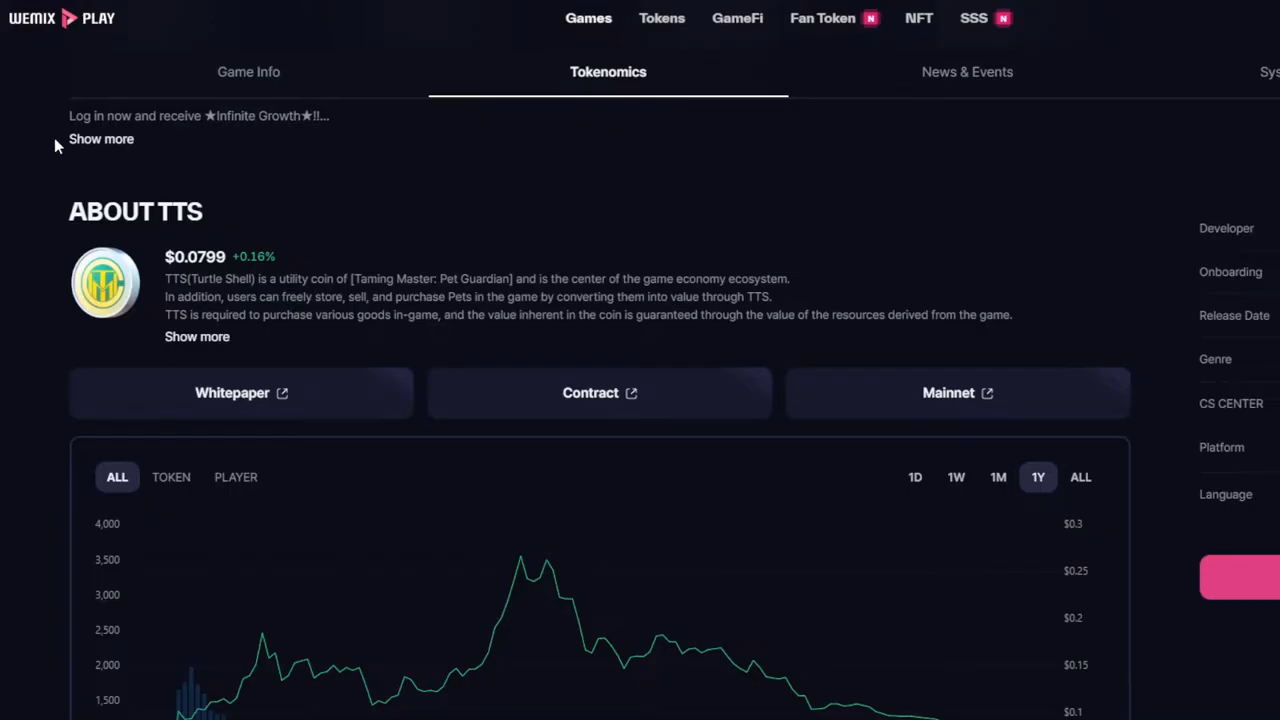 WEMIX PLAY
Games Tokens GameFi Fan Token N NFT SSS N
Game Info Tokenomics News & Events
Log in now and receive ★Infinite Growth★!!...
Show more
ABOUT TTS
$0.0799 +0.16%
TTS(Turtle Shell) is a utility coin of [Taming Master: Pet Guardian] and is the center of the game economy ecosystem.
In addition, users can freely store, sell, and purchase Pets in the game by converting them into value through TTS.
TTS is required to purchase various goods in-game, and the value inherent in the coin is guaranteed through the value of the resources derived from the game.
Show more
Whitepaper Contract Mainnet
ALL TOKEN PLAYER 1D 1W 1M 1Y ALL
4,000
3,500
3,000
2,500
2,000
1,500
$0.3
$0.25
$0.2
$0.15
$0.1
Developer
Onboarding
Release Date
Genre
CS CENTER
Platform
Language